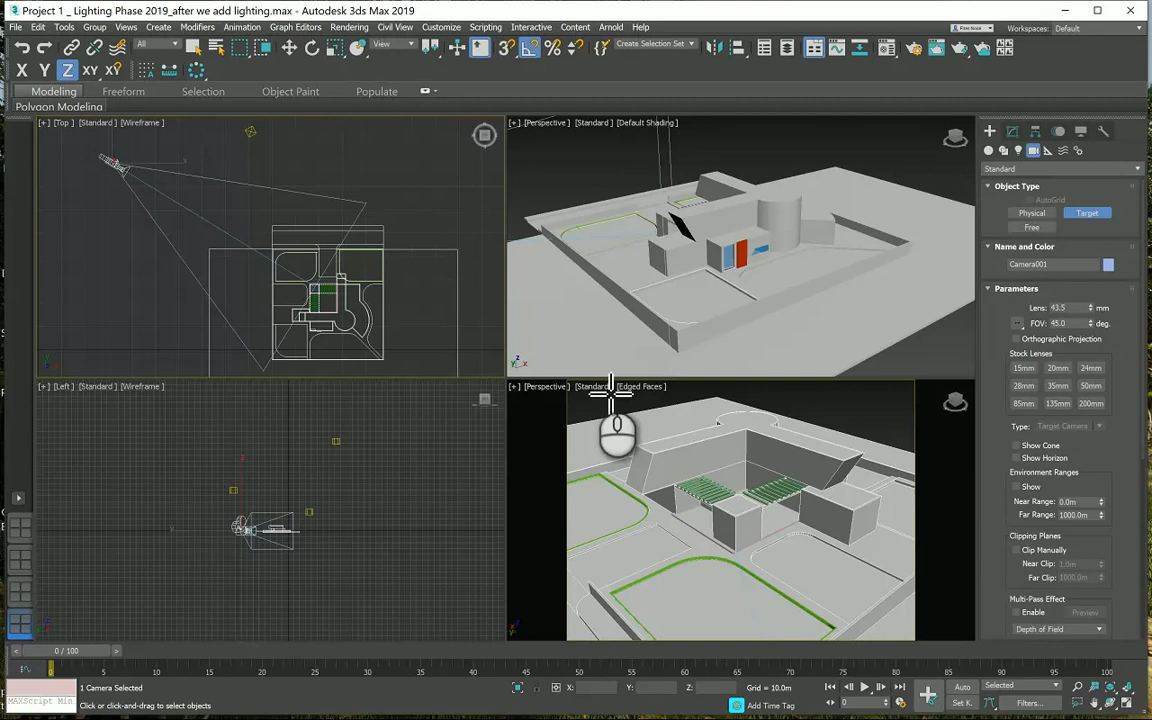 Project 1 _ Lighting Phase 2019_after we add lighting.max - Autodesk 3ds Max 2019
File Edit Tools Group Views Create Modifiers Animation Graph Editors Rendering Civil View Customize Scripting Interactive Content Arnold Help Workspaces: Default
All View Create Selection Set
X Y Z XY XY
Modeling Freeform Selection Object Paint Populate
Polygon Modeling
[+] [Top] [Standard] [Wireframe]
[+] [Perspective] [Standard] [Default Shading]
[+] [Left] [Standard] [Wireframe]
[+] [Perspective] [Standard] [Edged Faces]
Standard
Object Type
AutoGrid
Physical Target
Free
Name and Color
Camera001
Parameters
Lens: 43.5 mm
FOV: 45.0 deg.
Orthographic Projection
Stock Lenses
15mm 20mm 24mm
28mm 35mm 50mm
85mm 135mm 200mm
Type: Target Camera
Show Cone
Show Horizon
Environment Ranges
Show
Near Range: 0.0m
Far Range: 1000.0m
Clipping Planes
Clip Manually
Near Clip: 1.0m
Far Clip: 1000.0m
Multi-Pass Effect
Enable Preview
Depth of Field
0 / 100
0 5 10 15 20 25 30 35 40 45 50 55 60 65 70 75 80 85 90 95 100
1 Camera Selected X: Y: Z: Grid = 10.0m Auto Selected
MAXScript Min Click or click-and-drag to select objects Add Time Tag 0 Set K. Filters...